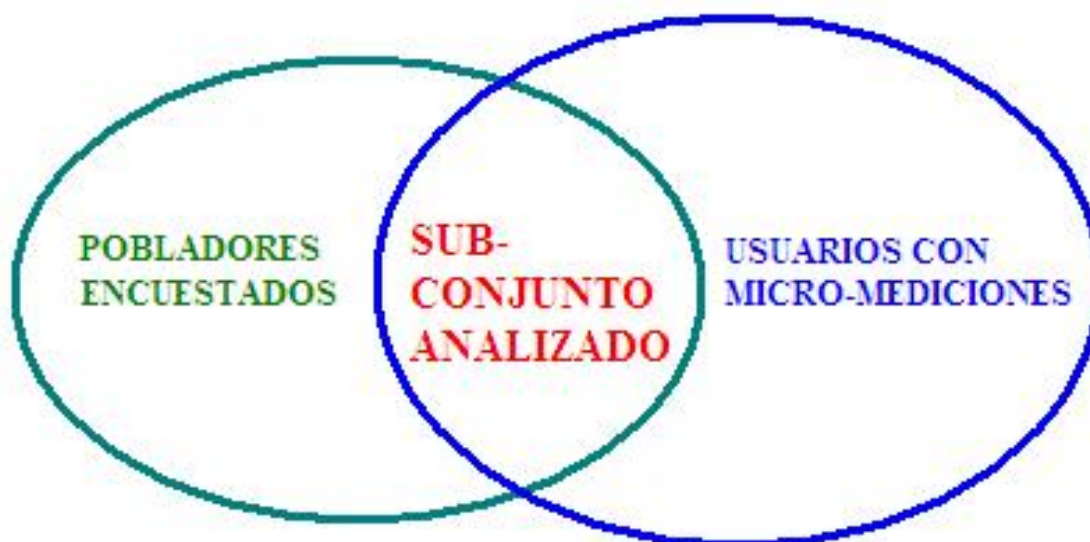 POBLADORES
ENCUESTADOS
SUB-
CONJUNTO
ANALIZADO
USUARIOS CON
MICRO-MEDICIONES